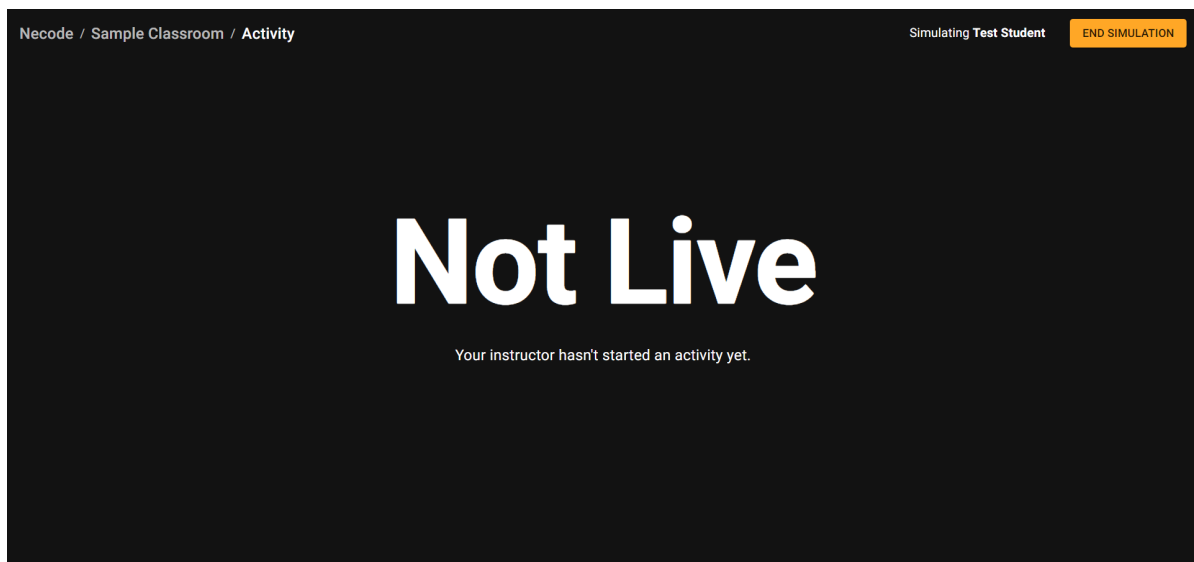 Necode / Sample Classroom / Activity
Simulating Test Student
END SIMULATION
Not Live
Your instructor hasn't started an activity yet.